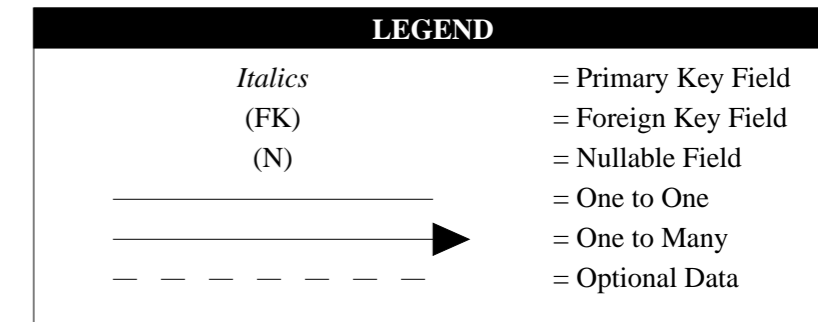 LEGEND
Italics = Primary Key Field
(FK) = Foreign Key Field
(N) = Nullable Field
= One to One
= One to Many
= Optional Data